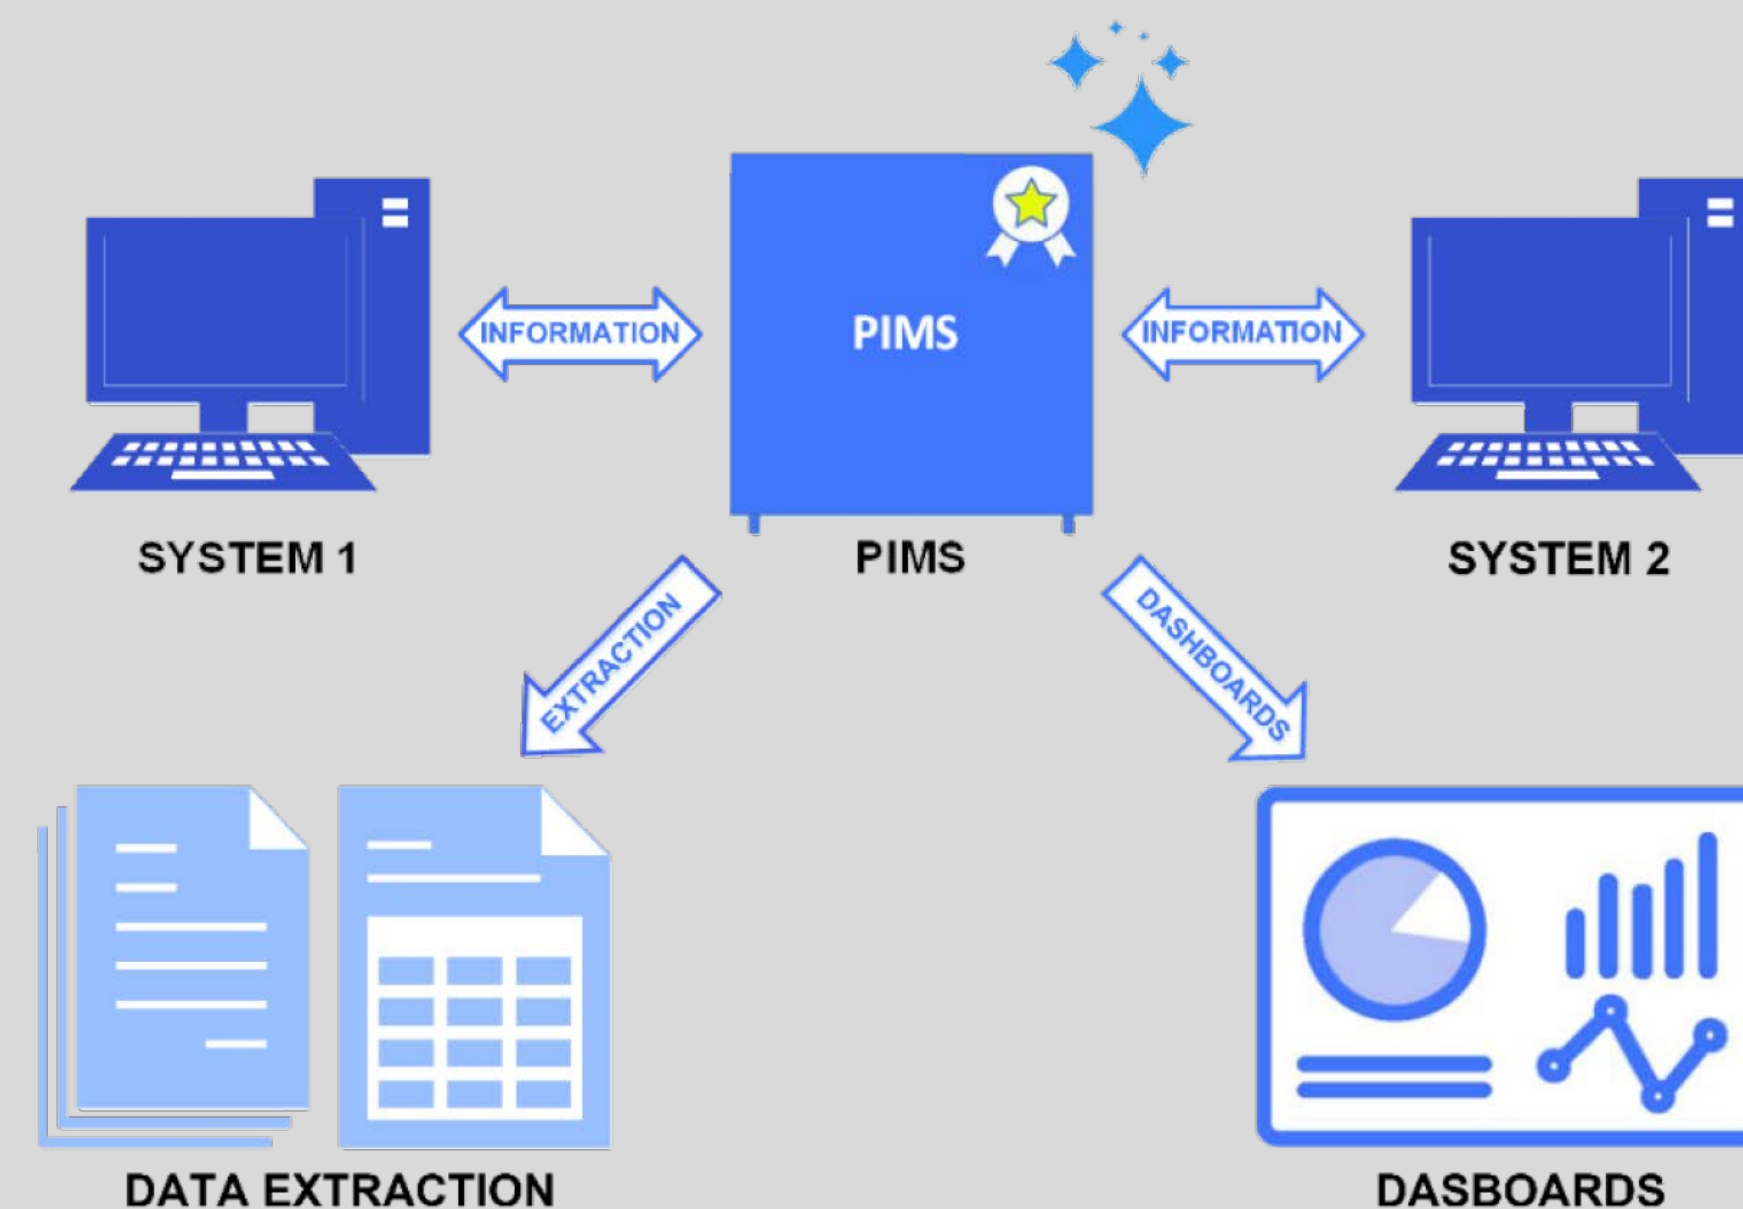 INFORMATION
PIMS
INFORMATION
SYSTEM 1
PIMS
SYSTEM 2
EXTRACTION
DASHBOARDS
DATA EXTRACTION
DASBOARDS